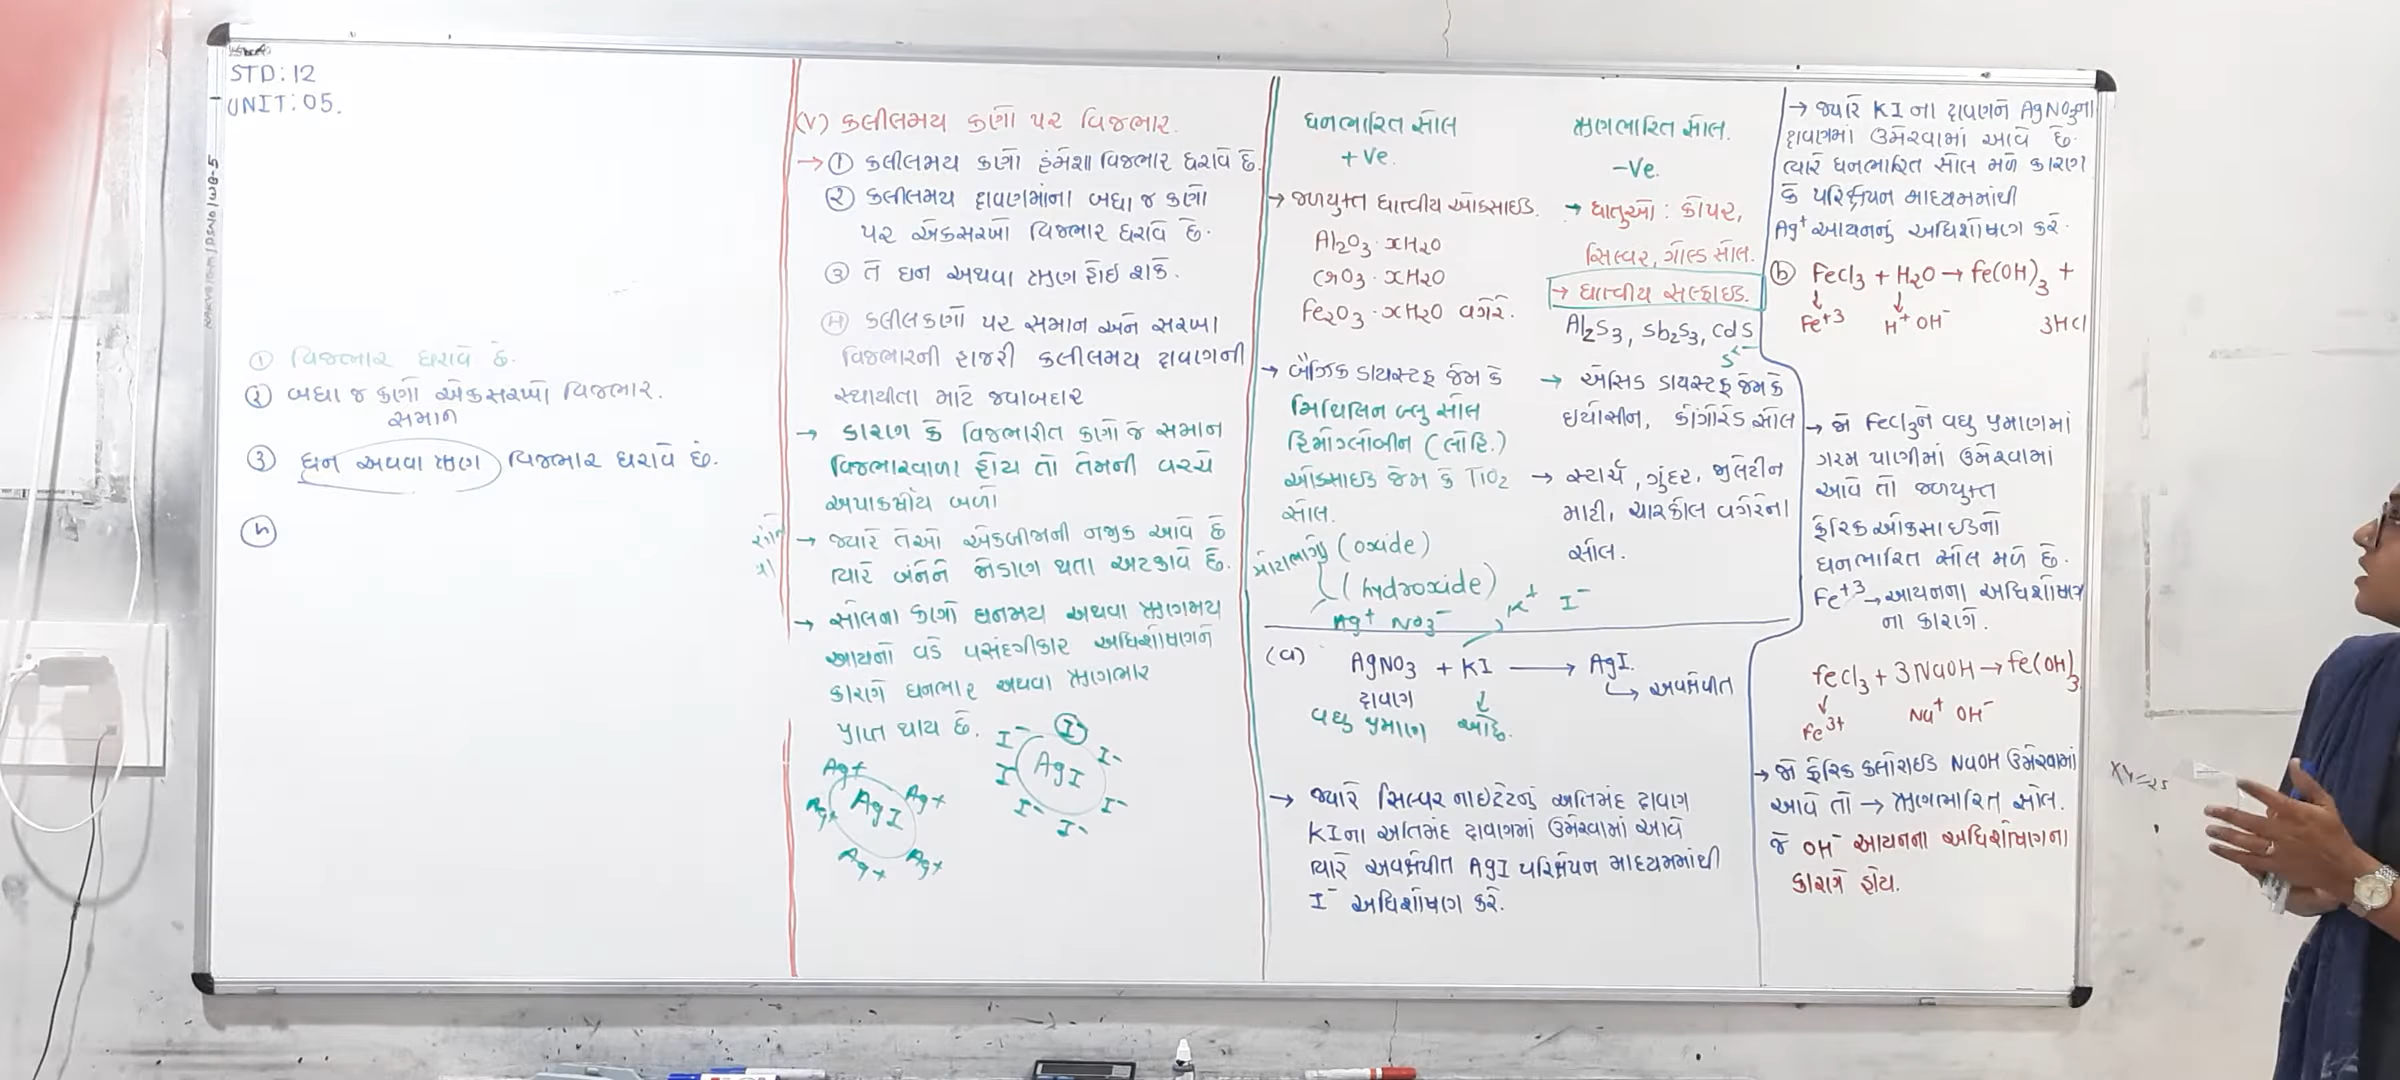 STD: 12
UNIT: 05.
① વિજભાર ધરાવે છે.
② બધા જ કણો એકસરખો વિજભાર.
સમાન
③ ધન અથવા ઋણ વિજભાર ધરાવે છે.
(V) કલીલમય કણો પર વિજભાર.
→ ① કલીલમય કણો હંમેશા વિજભાર ધરાવે છે.
② કલીલમય દ્રાવણમાંના બધા જ કણો
પર એકસરખો વિજભાર ધરાવે છે.
③ તે ધન અથવા ઋણ હોઈ શકે.
④ કલીલકણો પર સમાન અને સરખા
વિજભારની હાજરી કલીલમય દ્રાવણની
સ્થાયીતા માટે જવાબદાર
→ કારણ કે વિજભારીત કણો જે સમાન
વિજભારવાળા હોય તો તેમની વચ્ચે
અપાકર્ષીય બળો
→ જ્યારે તેઓ એકબીજાની નજીક આવે છે
ત્યારે બંનેને જોડાણ થતા અટકાવે છે.
→ સોલના કણો ધનમય અથવા ઋણમય
આયનો વડે પસંદગીકાર અધિશોષણને
કારણે ધનભાર અથવા ઋણભાર
પ્રાપ્ત થાય છે.
Ag+ AgI Ag+ Ag+ Ag+ Ag+
I⁻ I⁻ I⁻ I⁻ AgI I⁻ I⁻ I⁻
ધનભારિત સોલ
+ve.
→ જળયુક્ત ધાત્વીય ઓક્સાઇડ.
Al₂O₃·xH₂O
CrO₃·xH₂O
Fe₂O₃·xH₂O વગેરે.
→ બેઝિક ડાયસ્ટફ જેમ કે
મિથિલિન બ્લુ સોલ
હિમોગ્લોબીન (લોહિ.)
ઓક્સાઇડ જેમ કે TiO₂
સોલ.
મોટાભાગે (oxide)
(hydroxide)
ઋણભારિત સોલ.
-Ve.
→ ધાતુઓ : કોપર,
સિલ્વર, ગોલ્ડ સોલ.
→ ધાત્વીય સલ્ફાઇડ.
Al₂S₃, Sb₂S₃, CdS
S⁻
→ એસિડ ડાયસ્ટફ જેમ કે
ઇયોસીન, કોંગોરેડ સોલ
→ સ્ટાર્ચ, ગુંદર, જીલેટીન
માટી, ચારકોલ વગેરેના
સોલ.
Ag⁺ NO₃⁻ K⁺ I⁻
(a) AgNO₃ + KI → AgI.
દ્રાવણ ↓ ↳ અવક્ષેપીત
વધુ પ્રમાણ ઓછું.
→ જ્યારે સિલ્વર નાઇટ્રેટનું અતિમંદ દ્રાવણ
KIના અતિમંદ દ્રાવણમાં ઉમેરવામાં આવે
ત્યારે અવક્ષેપીત AgI પરિક્ષેપન માધ્યમમાંથી
I⁻ અધિશોષણ કરે.
→ જ્યારે KI ના દ્રાવણને AgNO₃ના
દ્રાવણમાં ઉમેરવામાં આવે છે.
ત્યારે ધનભારિત સોલ મળે કારણ
કે પરિક્ષેપન માધ્યમમાંથી
Ag⁺ આયનનું અધિશોષણ કરે.
(b) FeCl₃ + H₂O → Fe(OH)₃ +
↓ ↓
Fe⁺³ H⁺ OH⁻ 3HCl
→ જો FeCl₃ને વધુ પ્રમાણમાં
ગરમ પાણીમાં ઉમેરવામાં
આવે તો જળયુક્ત
ફેરિક ઓક્સાઇડનો
ધનભારિત સોલ મળે છે.
Fe⁺³ → આયનના અધિશોષણ
ના કારણે.
FeCl₃ + 3NaOH → Fe(OH)₃
↓
Fe³⁺ Na⁺ OH⁻
→ જો ફેરિક ક્લોરાઇડ NaOH ઉમેરવામાં
આવે તો → ઋણભારિત સોલ.
જે OH⁻ આયનના અધિશોષણના
કારણે હોય.